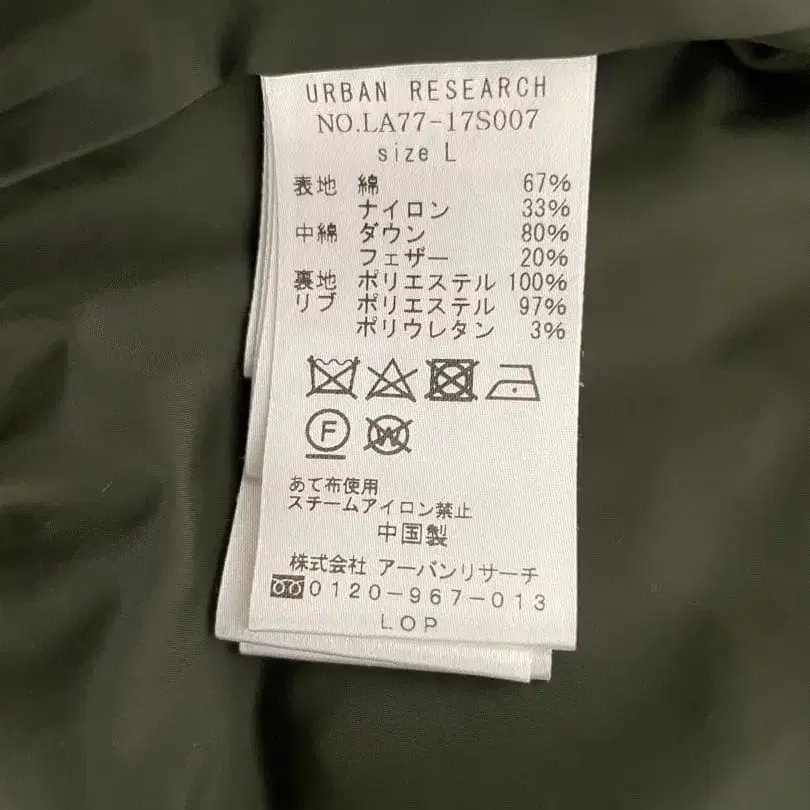 URBAN RESEARCH
NO.LA77-17S007
size L
表地 綿 67%
ナイロン 33%
中綿 ダウン 80%
フェザー 20%
裏地 ポリエステル 100%
リブ ポリエステル 97%
ポリウレタン 3%
F W
あて布使用
スチームアイロン禁止
中国製
株式会社 アーバンリサーチ
0120-967-013
LOP